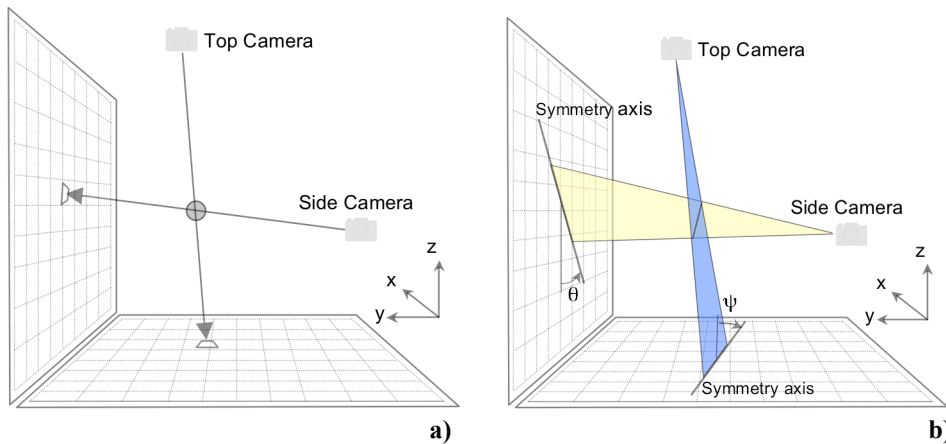 Top Camera
Side Camera
z
x
y
a)
Top Camera
Symmetry axis
Side Camera
z
x
y
θ
ψ
Symmetry axis
b)